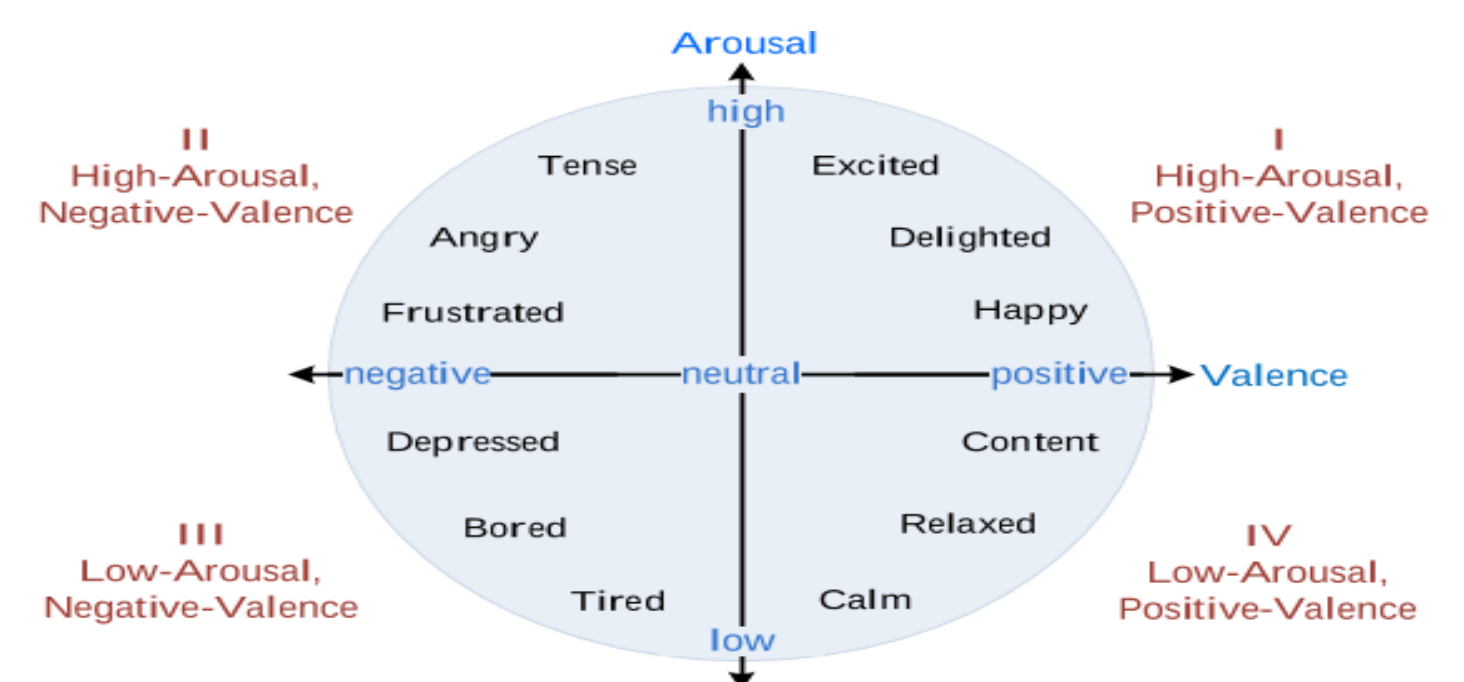 Arousal
high
II
High-Arousal,
Negative-Valence
I
High-Arousal,
Positive-Valence
Tense
Excited
Angry
Delighted
Frustrated
Happy
negative
neutral
positive
Valence
Depressed
Content
Bored
Relaxed
III
Low-Arousal,
Negative-Valence
IV
Low-Arousal,
Positive-Valence
Tired
Calm
low